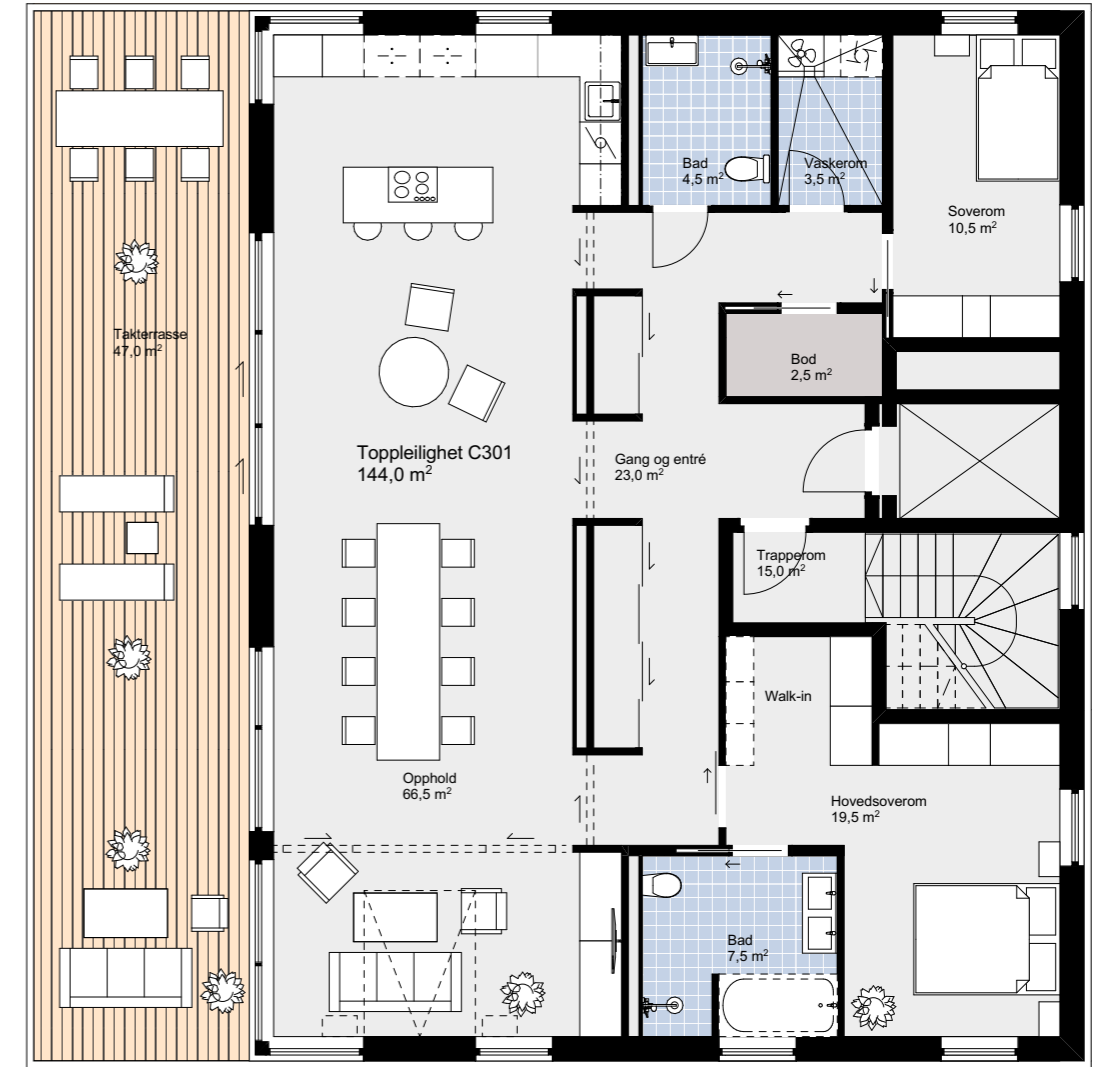 Bad
4,5 m²
Vaskerom
3,5 m²
Soverom
10,5 m²
Takterrasse
47,0 m²
Bod
2,5 m²
Toppleilighet C301
144,0 m²
Gang og entré
23,0 m²
Trapperom
15,0 m²
Walk-in
Opphold
66,5 m²
Hovedsoverom
19,5 m²
Bad
7,5 m²